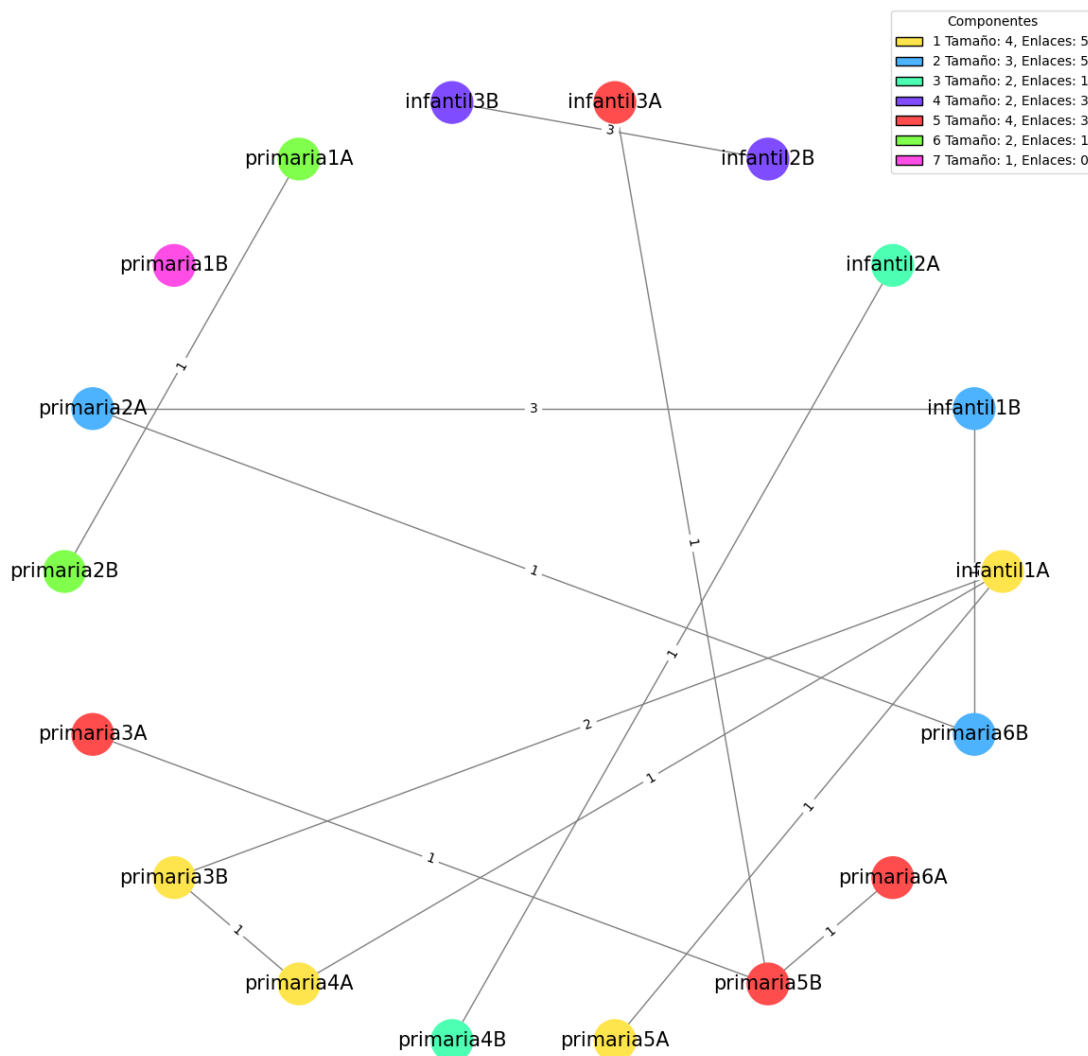 Componentes
1 Tamaño: 4, Enlaces: 5
2 Tamaño: 3, Enlaces: 5
3 Tamaño: 2, Enlaces: 1
4 Tamaño: 2, Enlaces: 3
5 Tamaño: 4, Enlaces: 3
6 Tamaño: 2, Enlaces: 1
7 Tamaño: 1, Enlaces: 0
infantil3B
infantil3A
3
primaria1A
infantil2B
primaria1B
infantil2A
1
primaria2A
3
infantil1B
1
primaria2B
1
infantil1A
1
primaria3A
2
primaria6B
1
1
1
primaria3B
primaria6A
1
1
primaria4A
primaria5B
primaria4B
primaria5A